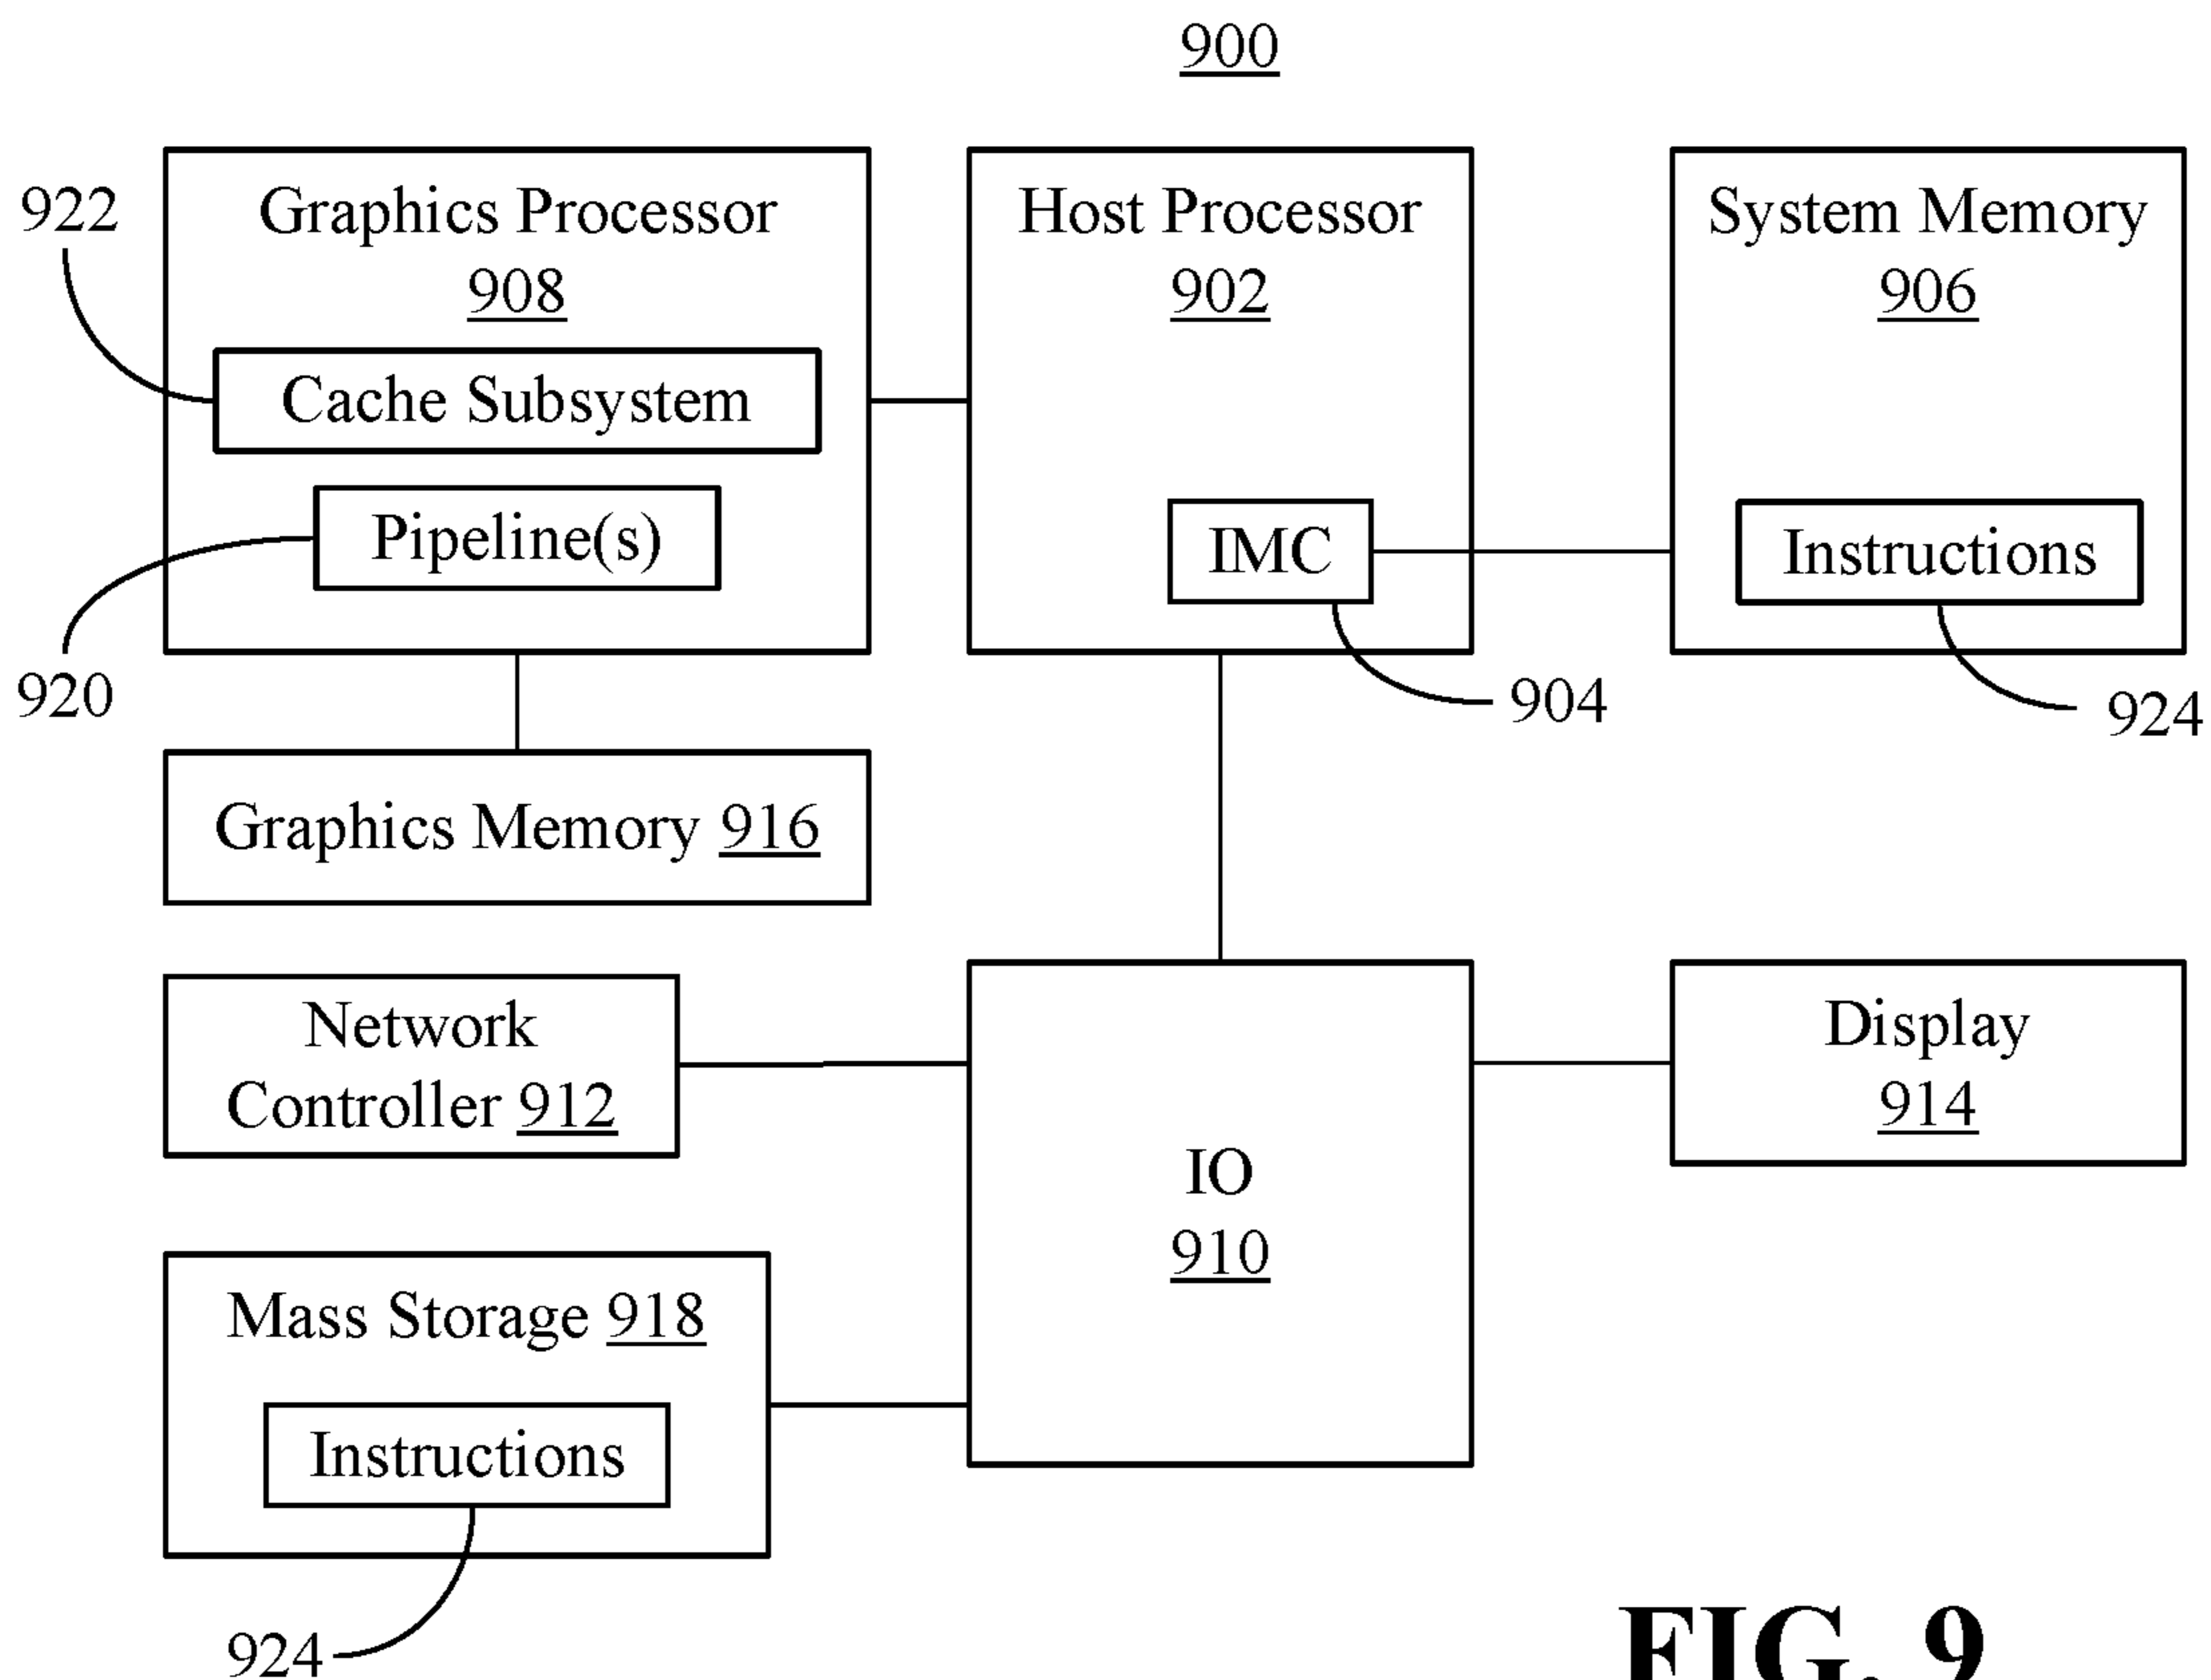 900
922
Graphics Processor
908
Cache Subsystem
Pipeline(s)
920
Host Processor
902
IMC
904
System Memory
906
Instructions
924
Graphics Memory 916
Network
Controller 912
IO
910
Display
914
Mass Storage 918
Instructions
924
FIG. 9